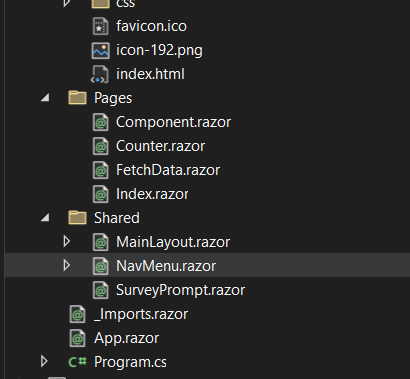 css
favicon.ico
icon-192.png
index.html
Pages
Component.razor
Counter.razor
FetchData.razor
Index.razor
Shared
MainLayout.razor
NavMenu.razor
SurveyPrompt.razor
_Imports.razor
App.razor
C# Program.cs